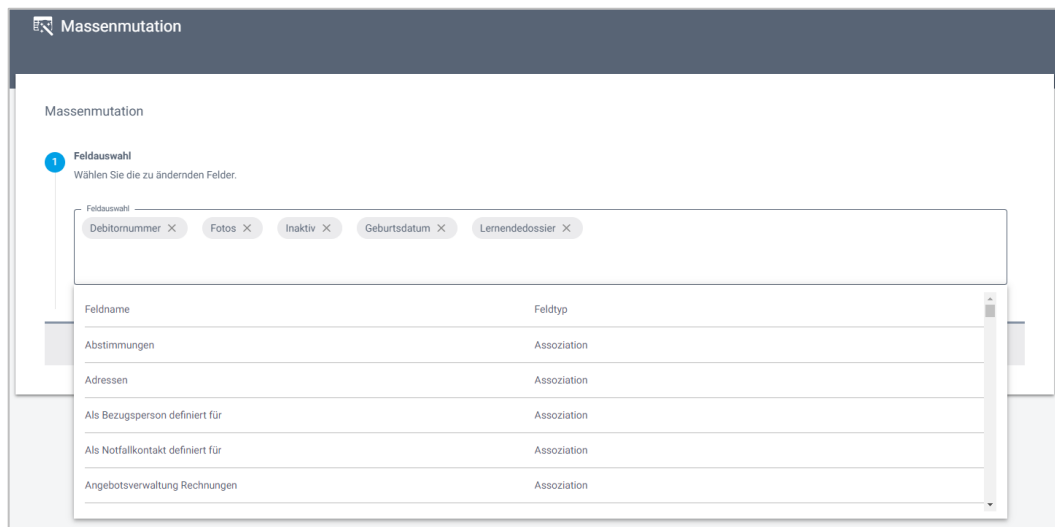 Massenmutation
Massenmutation
1 Feldauswahl
Wählen Sie die zu ändernden Felder.
Feldauswahl
Debitornummer Fotos Inaktiv Geburtsdatum Lernendedossier
Feldname Feldtyp
Abstimmungen Assoziation
Adressen Assoziation
Als Bezugsperson definiert für Assoziation
Als Notfallkontakt definiert für Assoziation
Angebotsverwaltung Rechnungen Assoziation